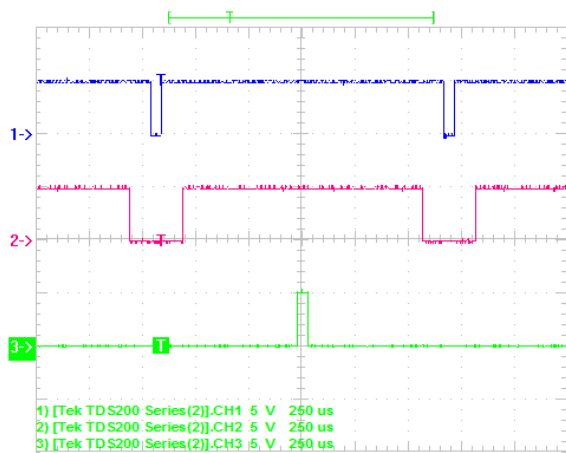 T
1->
T
2->
T
3->
T
1) [Tek TDS200 Series(2)].CH1 5 V 250 us
2) [Tek TDS200 Series(2)].CH2 5 V 250 us
3) [Tek TDS200 Series(2)].CH3 5 V 250 us